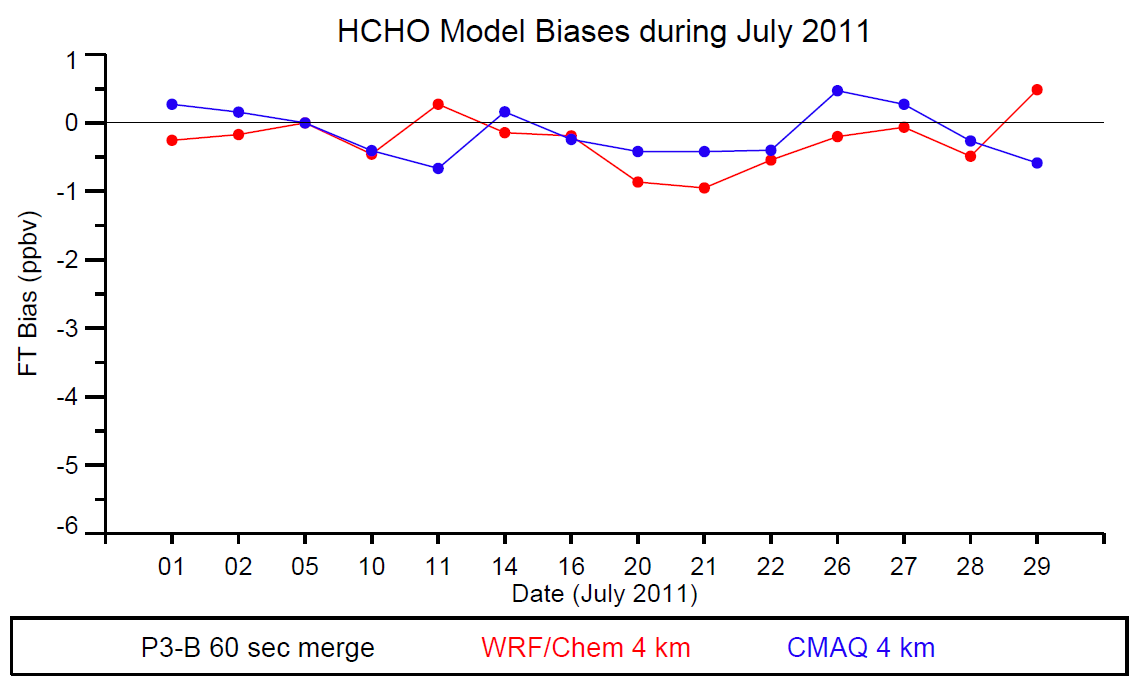 HCHO Model Biases during July 2011
1
0
-1
-2
-3
-4
-5
-6
FT Bias (ppbv)
01 02 05 10 11 14 16 20 21 22 26 27 28 29
Date (July 2011)
P3-B 60 sec merge WRF/Chem 4 km CMAQ 4 km